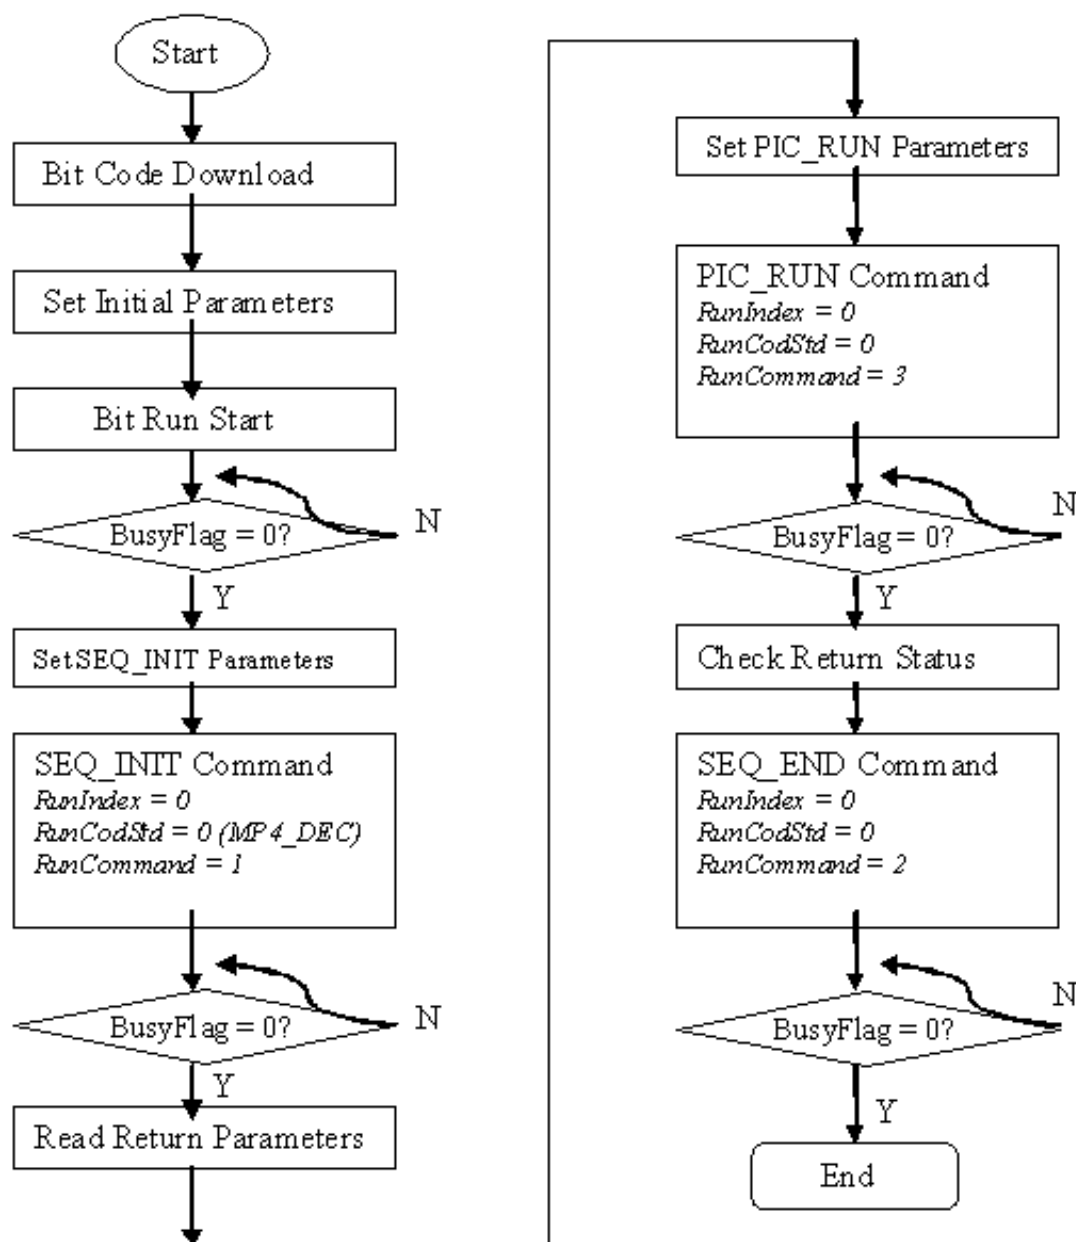 Start
Bit Code Download
Set Initial Parameters
Bit Run Start
BusyFlag = 0?
N
Y
Set SEQ_INIT Parameters
SEQ_INIT Command
RunIndex = 0
RunCodStd = 0 (MP4_DEC)
RunCommand = 1
BusyFlag = 0?
N
Y
Read Return Parameters
Set PIC_RUN Parameters
PIC_RUN Command
RunIndex = 0
RunCodStd = 0
RunCommand = 3
BusyFlag = 0?
N
Y
Check Return Status
SEQ_END Command
RunIndex = 0
RunCodStd = 0
RunCommand = 2
BusyFlag = 0?
N
Y
End